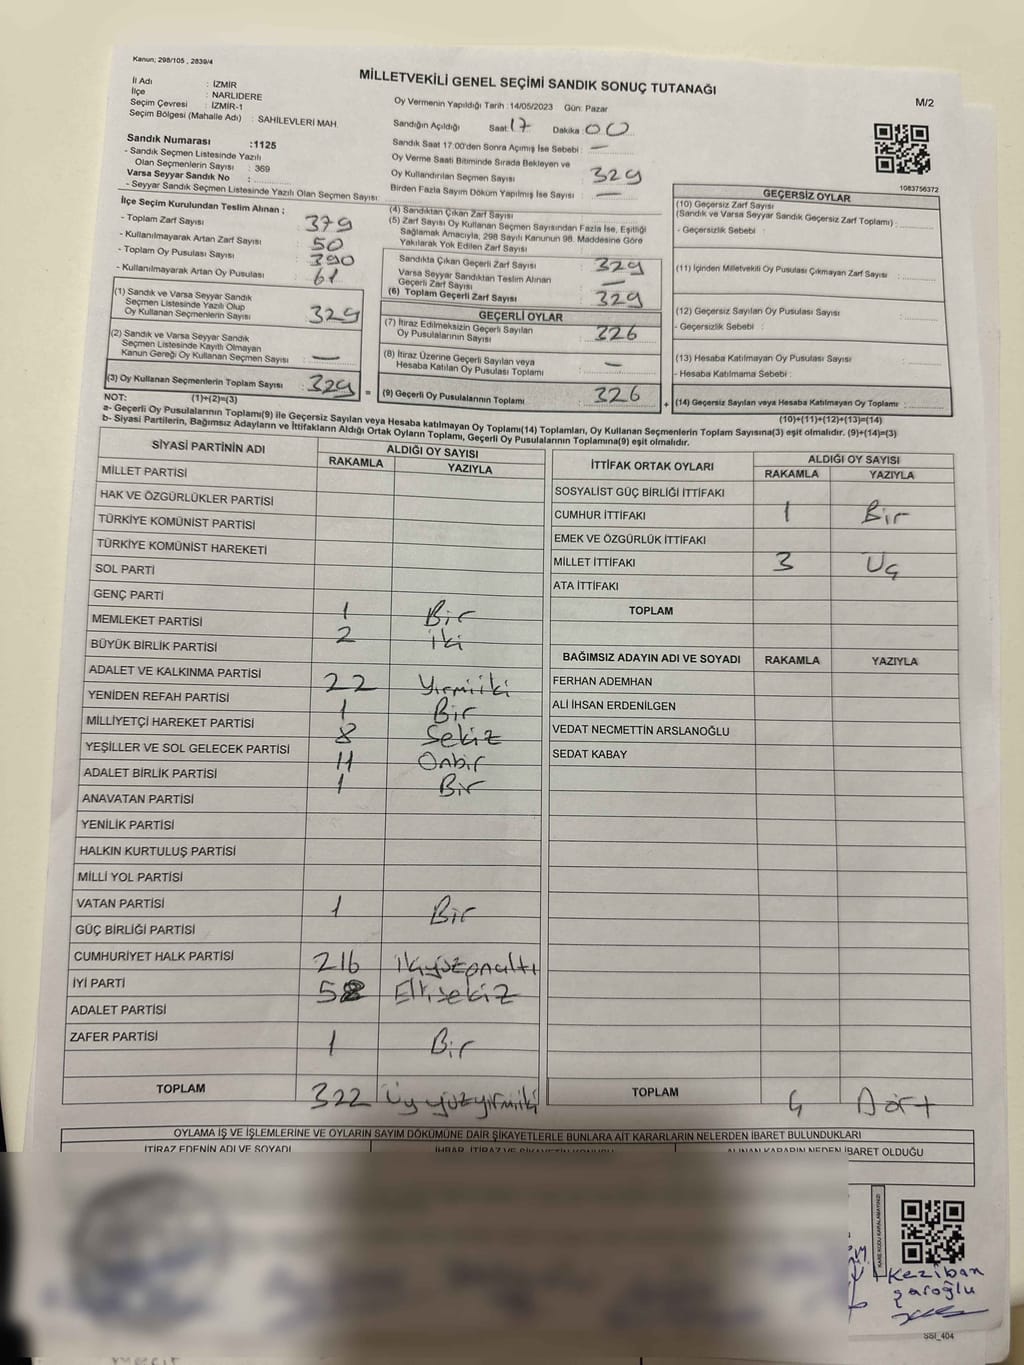 Kanun; 298/105 , 2839/4
MİLLETVEKİLİ GENEL SEÇİMİ SANDIK SONUÇ TUTANAĞI
M/2
İl Adı : İZMİR
İlçe : NARLIDERE
Seçim Çevresi : İZMİR-1
Seçim Bölgesi (Mahalle Adı) : SAHİLEVLERİ MAH.
Oy Vermenin Yapıldığı Tarih : 14/05/2023 Gün: Pazar
Sandığın Açıldığı Saat: 17 Dakika 00
Sandık Saat 17.00'den Sonra Açımış İse Sebebi : —
Oy Verme Saati Bitiminde Sırada Bekleyen ve
Oy Kullandırılan Seçmen Sayısı 329
Birden Fazla Sayım Döküm Yapılmış İse Sayısı —
Sandık Numarası :1125
- Sandık Seçmen Listesinde Yazılı
Olan Seçmenlerin Sayısı : 369
Varsa Seyyar Sandık No :
- Seyyar Sandık Seçmen Listesinde Yazılı Olan Seçmen Sayısı:
1083756372
İlçe Seçim Kurulundan Teslim Alınan ;
- Toplam Zarf Sayısı 379
- Kullanılmayarak Artan Zarf Sayısı 50
- Toplam Oy Pusulası Sayısı 390
- Kullanılmayarak Artan Oy Pusulası 61
(1) Sandık ve Varsa Seyyar Sandık
Seçmen Listesinde Yazılı Olup
Oy Kullanan Seçmenlerin Sayısı 329
(2) Sandık ve Varsa Seyyar Sandık
Seçmen Listesinde Kayıtlı Olmayan
Kanun Gereği Oy Kullanan Seçmen Sayısı —
(3) Oy Kullanan Seçmenlerin Toplam Sayısı 329 =
NOT: (1)+(2)=(3)
(4) Sandıktan Çıkan Zarf Sayısı
(5) Zarf Sayısı Oy Kullanan Seçmen Sayısından Fazla İse, Eşitliği
Sağlamak Amacıyla, 298 Sayılı Kanunun 98. Maddesine Göre
Yakılarak Yok Edilen Zarf Sayısı :
Sandıkta Çıkan Geçerli Zarf Sayısı 329
Varsa Seyyar Sandıktan Teslim Alınan
Geçerli Zarf Sayısı —
(6) Toplam Geçerli Zarf Sayısı 329
GEÇERLİ OYLAR
(7) İtiraz Edilmeksizin Geçerli Sayılan
Oy Pusulalarının Sayısı 326
(8) İtiraz Üzerine Geçerli Sayılan veya
Hesaba Katılan Oy Pusulası Toplamı —
(9) Geçerli Oy Pusulalarının Toplamı 326 +
GEÇERSİZ OYLAR
(10) Geçersiz Zarf Sayısı
(Sandık ve Varsa Seyyar Sandık Geçersiz Zarf Toplamı) :
- Geçersizlik Sebebi :
(11) İçinden Milletvekili Oy Pusulası Çıkmayan Zarf Sayısı :
(12) Geçersiz Sayılan Oy Pusulası Sayısı :
- Geçersizlik Sebebi :
(13) Hesaba Katılmayan Oy Pusulası Sayısı :
- Hesaba Katılmama Sebebi :
(14) Geçersiz Sayılan veya Hesaba Katılmayan Oy Toplamı :
(10)+(11)+(12)+(13)=(14)
a- Geçerli Oy Pusulalarının Toplamı(9) ile Geçersiz Sayılan veya Hesaba katılmayan Oy Toplamı(14) Toplamları, Oy Kullanan Seçmenlerin Toplam Sayısına(3) eşit olmalıdır. (9)+(14)=(3)
b- Siyasi Partilerin, Bağımsız Adayların ve İttifakların Aldığı Ortak Oyların Toplamı, Geçerli Oy Pusulalarının Toplamına(9) eşit olmalıdır.
SİYASİ PARTİNİN ADI ALDIĞI OY SAYISI
RAKAMLA YAZIYLA
MİLLET PARTİSİ
HAK VE ÖZGÜRLÜKLER PARTİSİ
TÜRKİYE KOMÜNİST PARTİSİ
TÜRKİYE KOMÜNİST HAREKETİ
SOL PARTİ
GENÇ PARTİ
MEMLEKET PARTİSİ 1 Bir
BÜYÜK BİRLİK PARTİSİ 2 iki
ADALET VE KALKINMA PARTİSİ 22 Yirmiiki
YENİDEN REFAH PARTİSİ 1 Bir
MİLLİYETÇİ HAREKET PARTİSİ 8 Sekiz
YEŞİLLER VE SOL GELECEK PARTİSİ 11 Onbir
ADALET BİRLİK PARTİSİ 1 Bir
ANAVATAN PARTİSİ
YENİLİK PARTİSİ
HALKIN KURTULUŞ PARTİSİ
MİLLİ YOL PARTİSİ
VATAN PARTİSİ 1 Bir
GÜÇ BİRLİĞİ PARTİSİ
CUMHURİYET HALK PARTİSİ 216 ikiyüzonaltı
İYİ PARTİ 58 Ellisekiz
ADALET PARTİSİ
ZAFER PARTİSİ 1 Bir
TOPLAM 322 Üçyüzyirmiiki
İTTİFAK ORTAK OYLARI ALDIĞI OY SAYISI
RAKAMLA YAZIYLA
SOSYALİST GÜÇ BİRLİĞİ İTTİFAKI
CUMHUR İTTİFAKI 1 Bir
EMEK VE ÖZGÜRLÜK İTTİFAKI
MİLLET İTTİFAKI 3 Üç
ATA İTTİFAKI
TOPLAM
BAĞIMSIZ ADAYIN ADI VE SOYADI RAKAMLA YAZIYLA
FERHAN ADEMHAN
ALİ İHSAN ERDENİLGEN
VEDAT NECMETTİN ARSLANOĞLU
SEDAT KABAY
TOPLAM 4 Dört
OYLAMA İŞ VE İŞLEMLERİNE VE OYLARIN SAYIM DÖKÜMÜNE DAİR ŞİKAYETLERLE BUNLARA AİT KARARLARIN NELERDEN İBARET BULUNDUKLARI
İTİRAZ EDENİN ADI VE SOYADI İHBAR, İTİRAZ VE ŞİKAYETİN KONUSU ALINAN KARARIN NEDEN İBARET OLDUĞU
KARE KODU KARALAMAYINIZ!
Keziban
Saroğlu
SSI_404